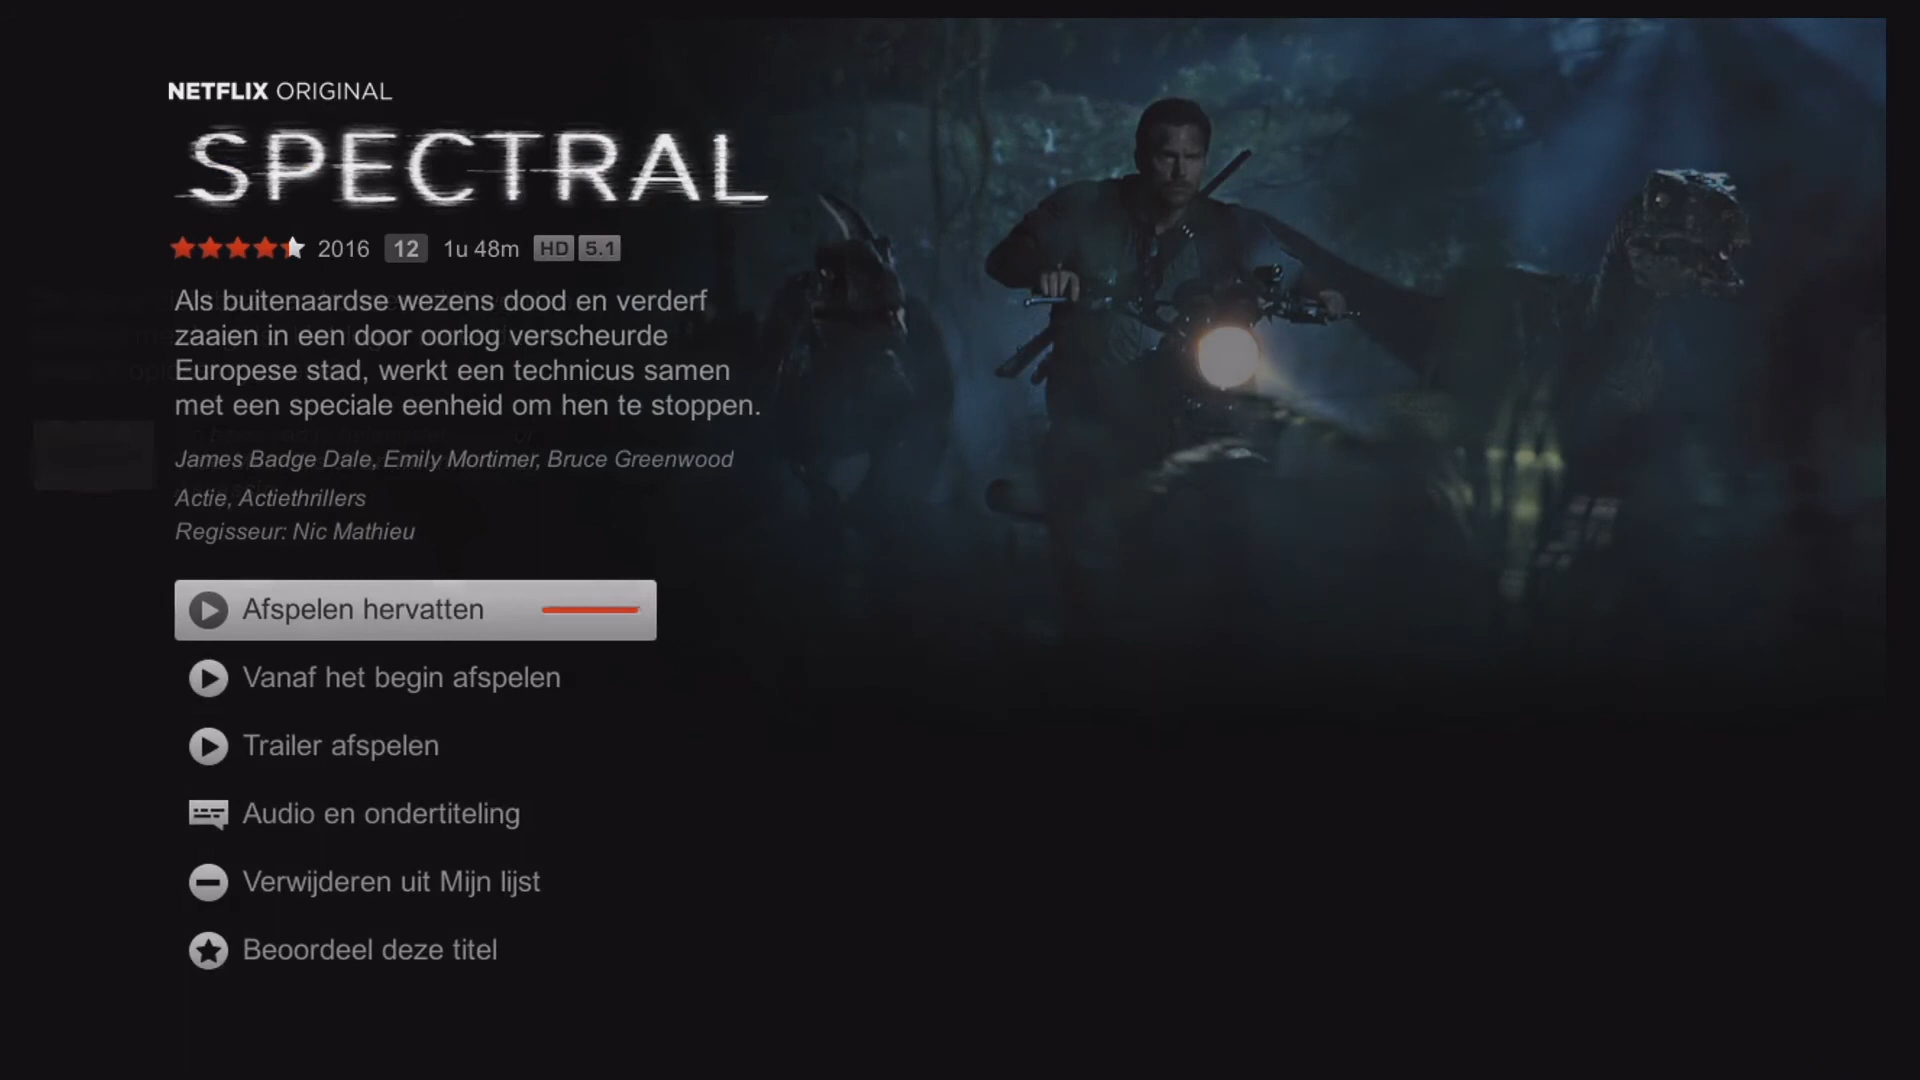 NETFLIX ORIGINAL
SPECTRAL
2016 12 1u 48m HD 5.1
Als buitenaardse wezens dood en verderf
zaaien in een door oorlog verscheurde
Europese stad, werkt een technicus samen
met een speciale eenheid om hen te stoppen.
James Badge Dale, Emily Mortimer, Bruce Greenwood
Actie, Actiethrillers
Regisseur: Nic Mathieu
Afspelen hervatten
Vanaf het begin afspelen
Trailer afspelen
Audio en ondertiteling
Verwijderen uit Mijn lijst
Beoordeel deze titel